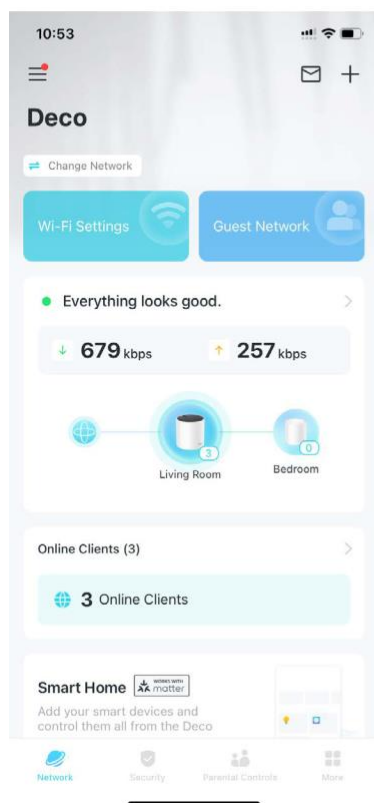 10:53
Deco
Change Network
Wi-Fi Settings
Guest Network
Everything looks good.
679 kbps
257 kbps
3
0
Living Room
Bedroom
Online Clients (3)
3 Online Clients
Smart Home
WORKS WITH
matter
Add your smart devices and
control them all from the Deco
Network
Security
Parental Controls
More